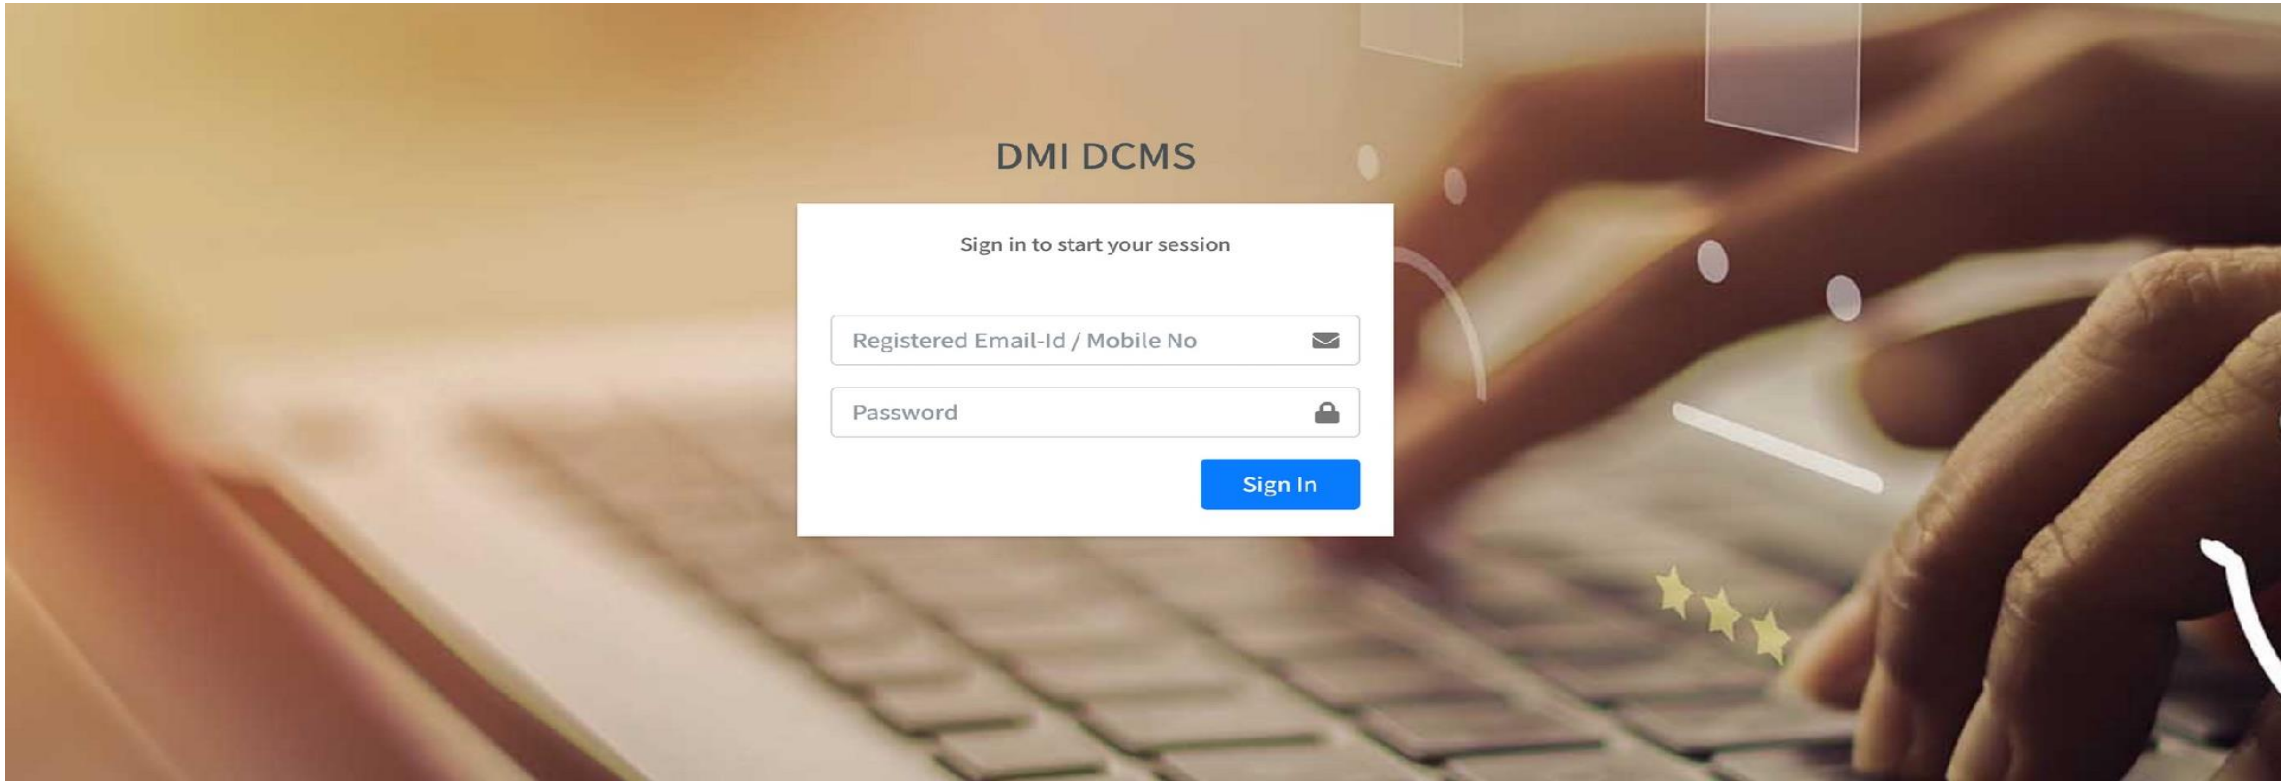 DMI DCMS
Sign in to start your session
Registered Email-Id / Mobile No
Password
Sign In